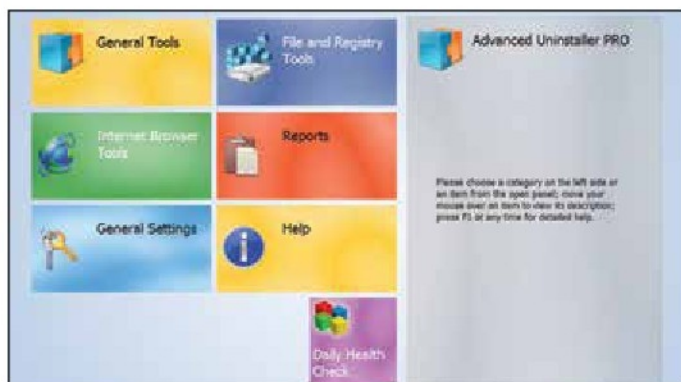 General Tools
File and Registry
Tools
Internet Browser
Tools
Reports
General Settings
Help
Daily Health
Check
Advanced Uninstaller PRO
Please choose a category on the left side or
an item from the open panel; move your
mouse over an item to view its description;
press F1 at any time for detailed help.